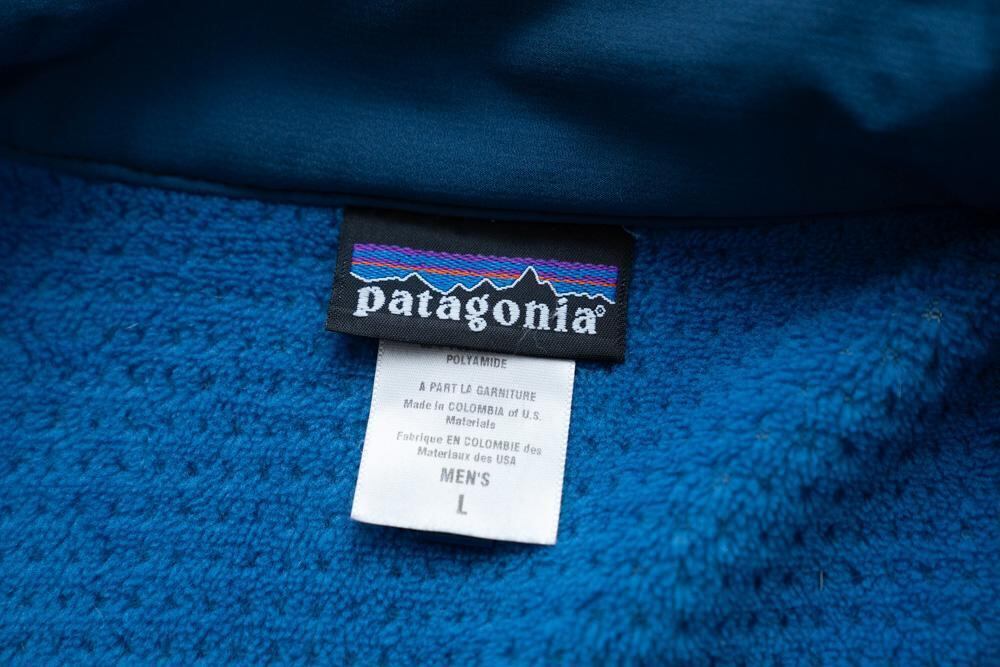 patagonia®
POLYAMIDE
A PART LA GARNITURE
Made in COLOMBIA of U.S.
Materials
Fabrique EN COLOMBIE des
Materiaux des USA
MEN'S
L